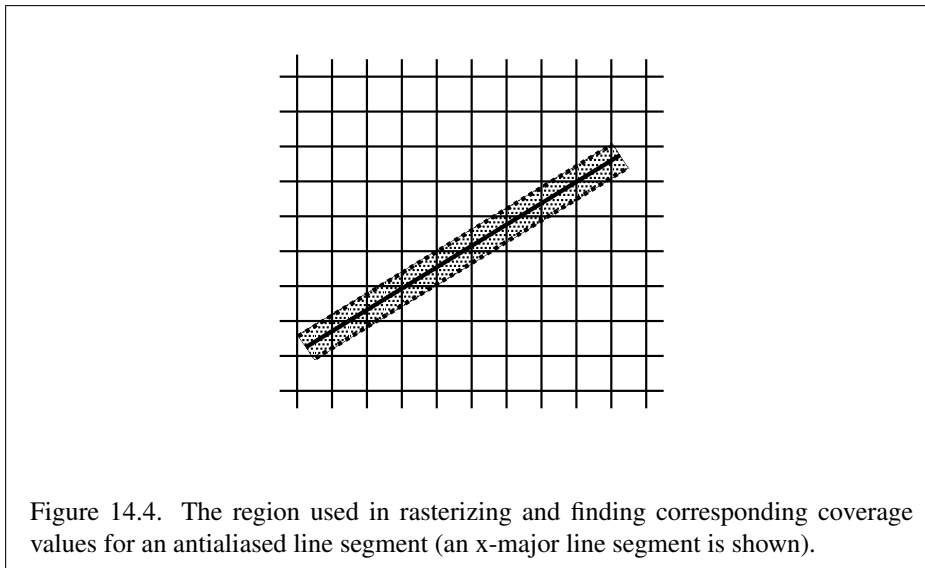 Figure 14.4. The region used in rasterizing and finding corresponding coverage
values for an antialiased line segment (an x-major line segment is shown).